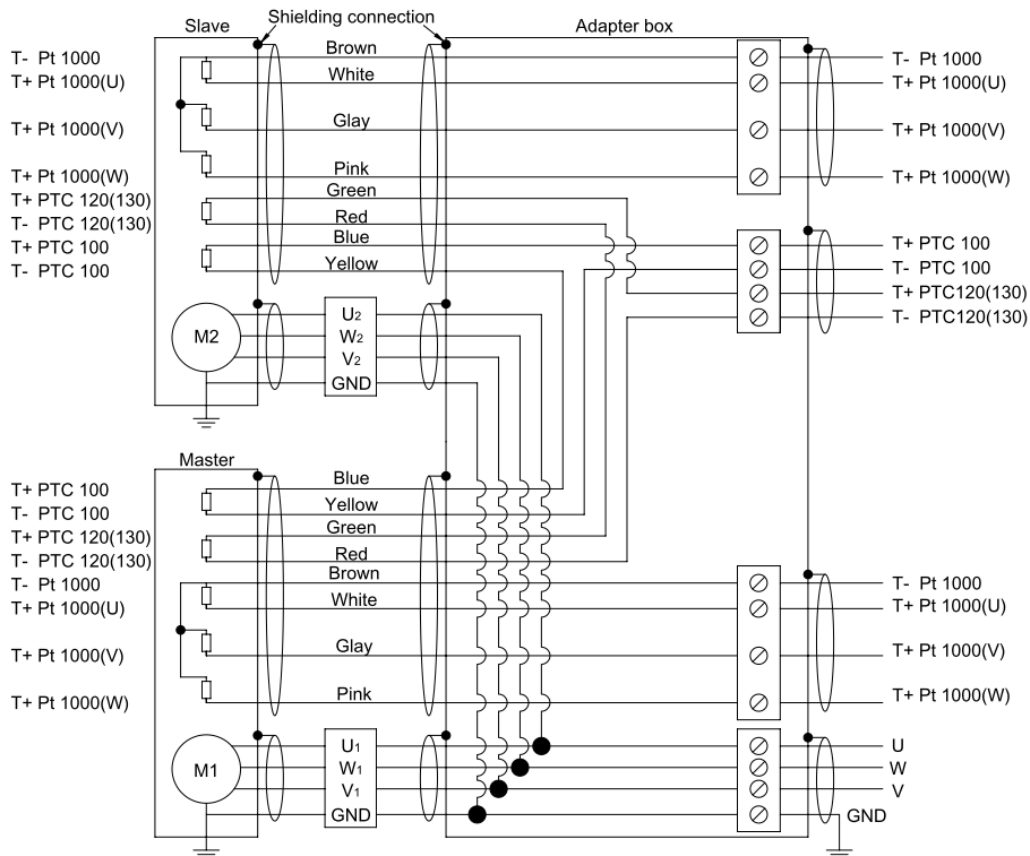 Slave
Shielding connection
Adapter box
T- Pt 1000
T+ Pt 1000(U)
T+ Pt 1000(V)
T+ Pt 1000(W)
T+ PTC 120(130)
T- PTC 120(130)
T+ PTC 100
T- PTC 100
Brown
White
Glay
Pink
Green
Red
Blue
Yellow
T- Pt 1000
T+ Pt 1000(U)
T+ Pt 1000(V)
T+ Pt 1000(W)
T+ PTC 100
T- PTC 100
T+ PTC120(130)
T- PTC120(130)
M2
U2
W2
V2
GND
Master
T+ PTC 100
T- PTC 100
T+ PTC 120(130)
T- PTC 120(130)
T- Pt 1000
T+ Pt 1000(U)
T+ Pt 1000(V)
T+ Pt 1000(W)
Blue
Yellow
Green
Red
Brown
White
Glay
Pink
T- Pt 1000
T+ Pt 1000(U)
T+ Pt 1000(V)
T+ Pt 1000(W)
M1
U1
W1
V1
GND
U
W
V
GND